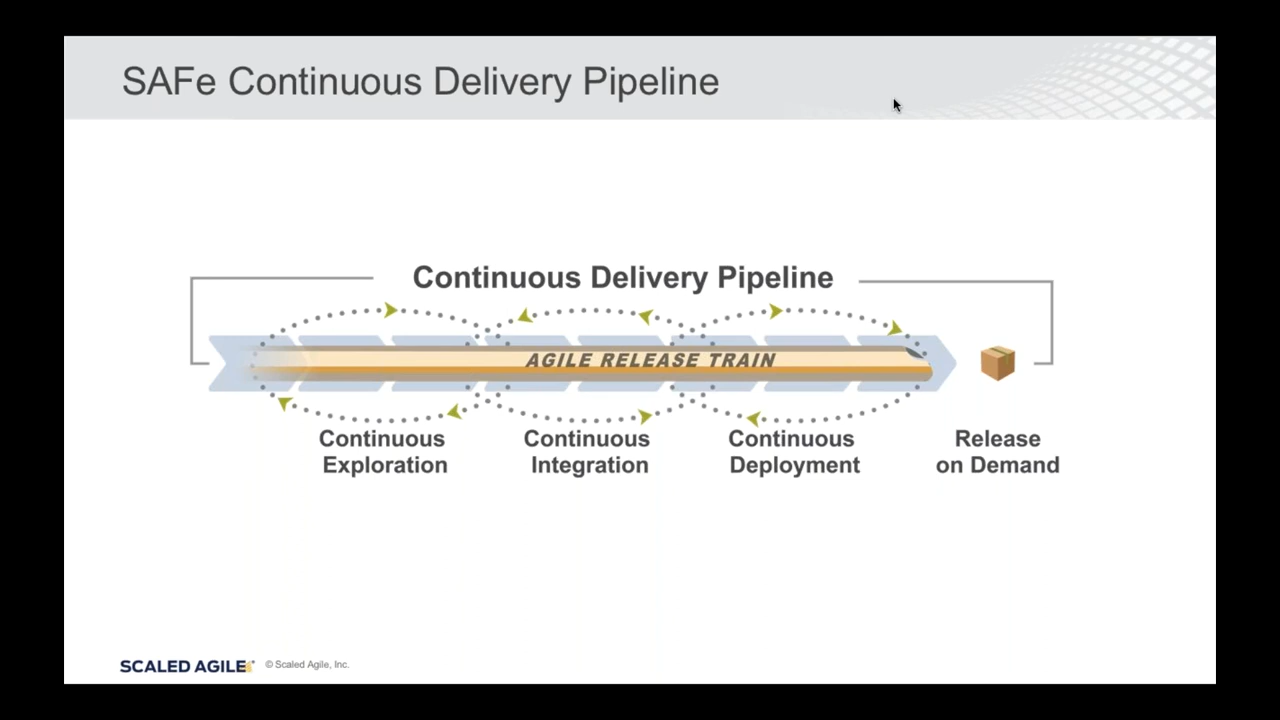 SAFe Continuous Delivery Pipeline
Continuous Delivery Pipeline
AGILE RELEASE TRAIN
Continuous
Exploration
Continuous
Integration
Continuous
Deployment
Release
on Demand
SCALED AGILE
© Scaled Agile, Inc.